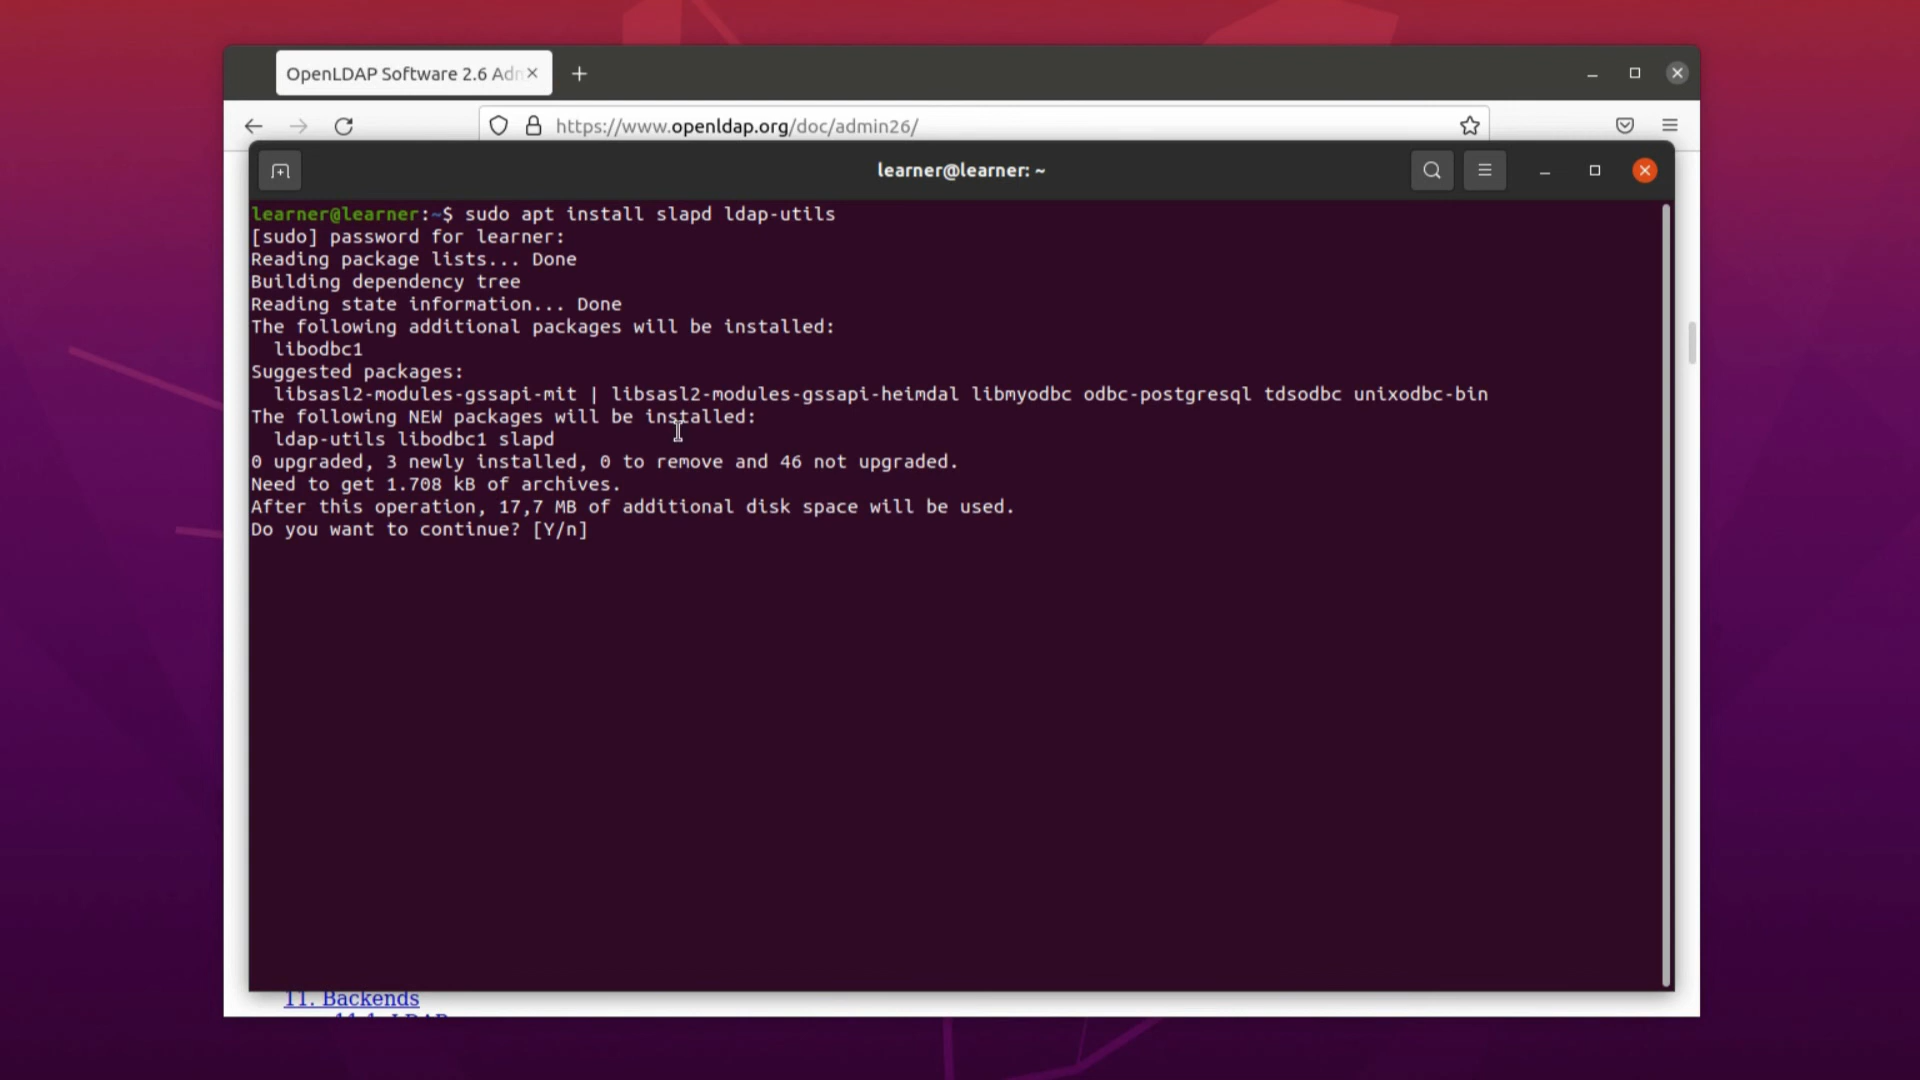 OpenLDAP Software 2.6 Adm
https://www.openldap.org/doc/admin26/
learner@learner: ~
learner@learner:~$ sudo apt install slapd ldap-utils
[sudo] password for learner:
Reading package lists... Done
Building dependency tree
Reading state information... Done
The following additional packages will be installed:
libodbc1
Suggested packages:
libsasl2-modules-gssapi-mit | libsasl2-modules-gssapi-heimdal libmyodbc odbc-postgresql tdsodbc unixodbc-bin
The following NEW packages will be installed:
ldap-utils libodbc1 slapd
0 upgraded, 3 newly installed, 0 to remove and 46 not upgraded.
Need to get 1.708 kB of archives.
After this operation, 17,7 MB of additional disk space will be used.
Do you want to continue? [Y/n]
11. Backends
11.1. LDAP